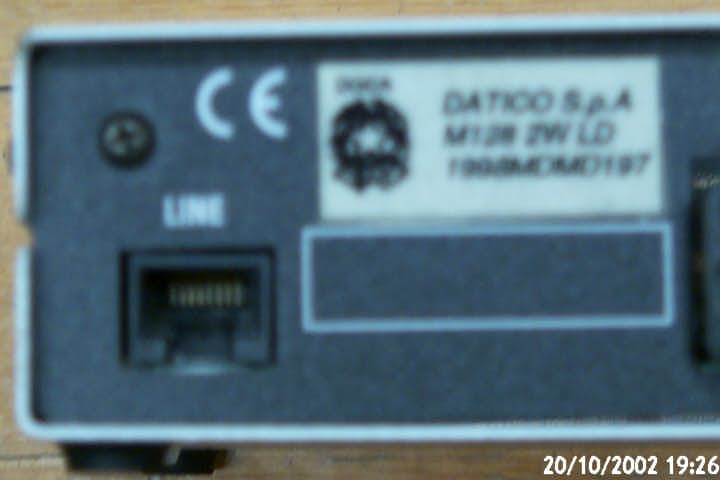 CE
DATICO S.p.A
M128 2W LD
LINE
20/10/2002 19:26